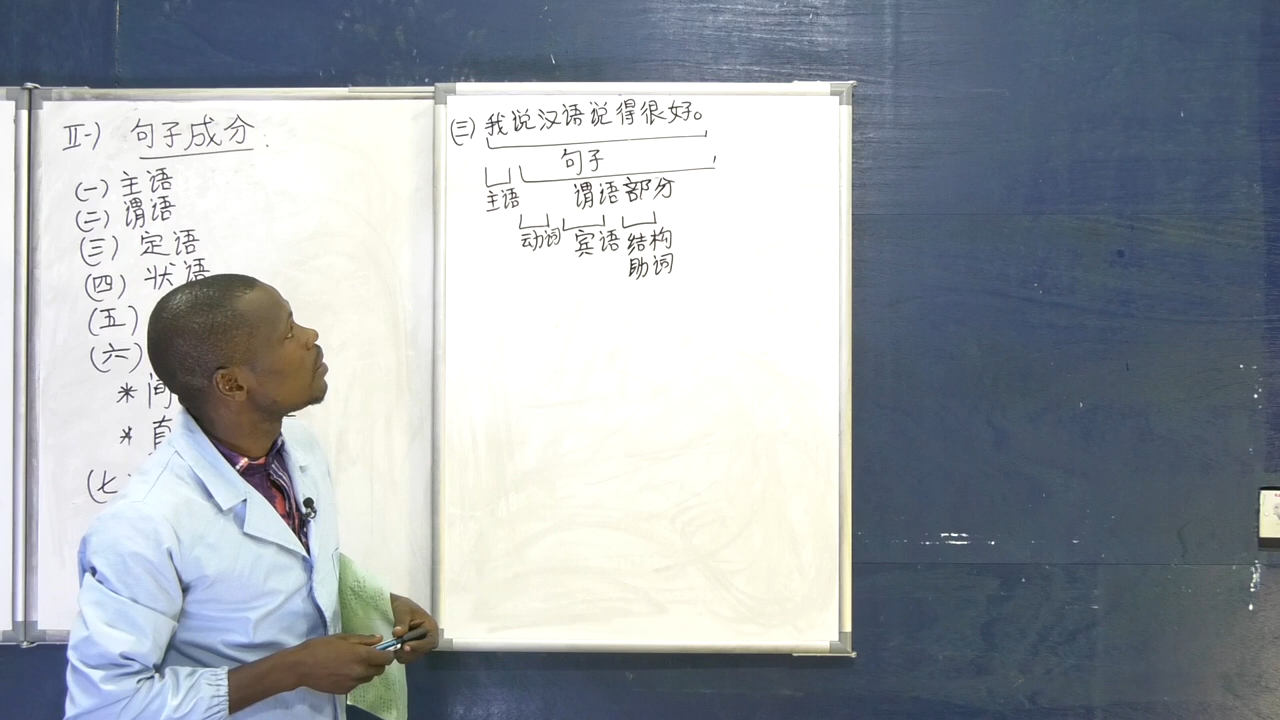 Ⅱ-) 句子成分:
(一) 主语
(二) 谓语
(三) 定语
(四) 状语
(五)
(六)
* 间
* 直
(七
(三) 我说汉语说得很好。
句子
主语 谓语部分
动词 宾语 结构
助词